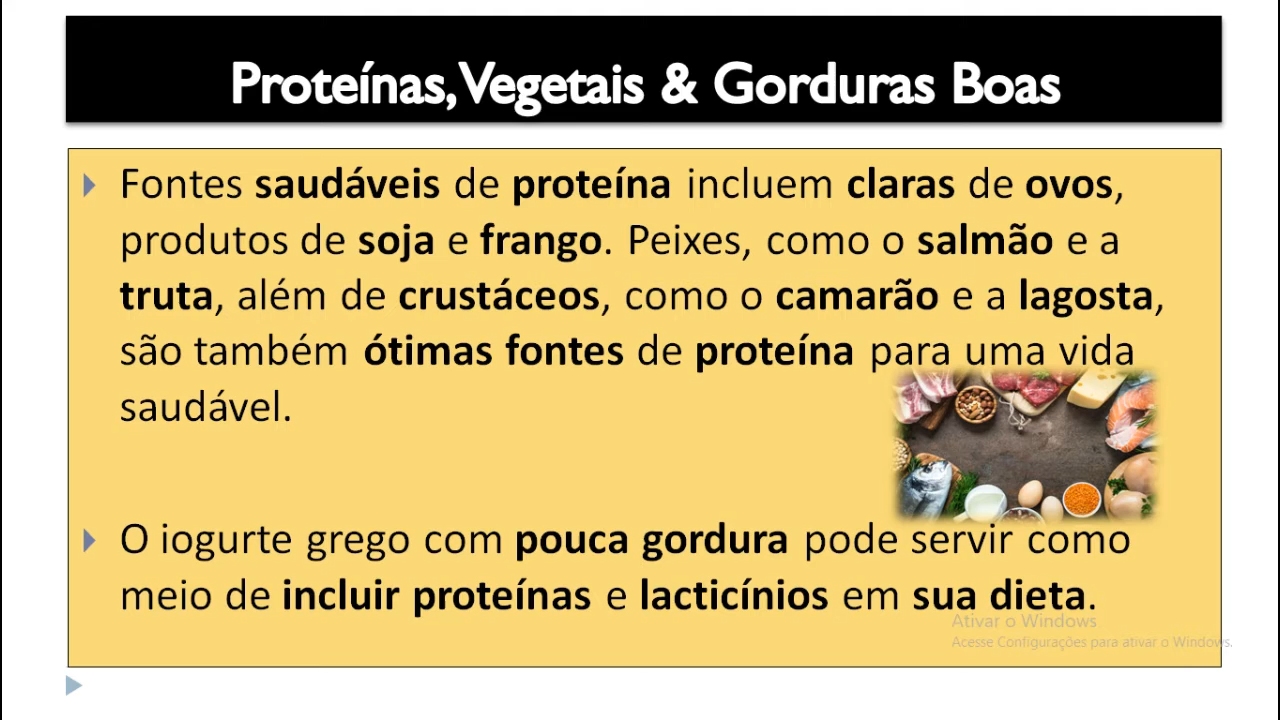 Proteínas, Vegetais & Gorduras Boas
Fontes saudáveis de proteína incluem claras de ovos,
produtos de soja e frango. Peixes, como o salmão e a
truta, além de crustáceos, como o camarão e a lagosta,
são também ótimas fontes de proteína para uma vida
saudável.
O iogurte grego com pouca gordura pode servir como
meio de incluir proteínas e lacticínios em sua dieta.
Ativar o Windows
Acesse Configurações para ativar o Windows.